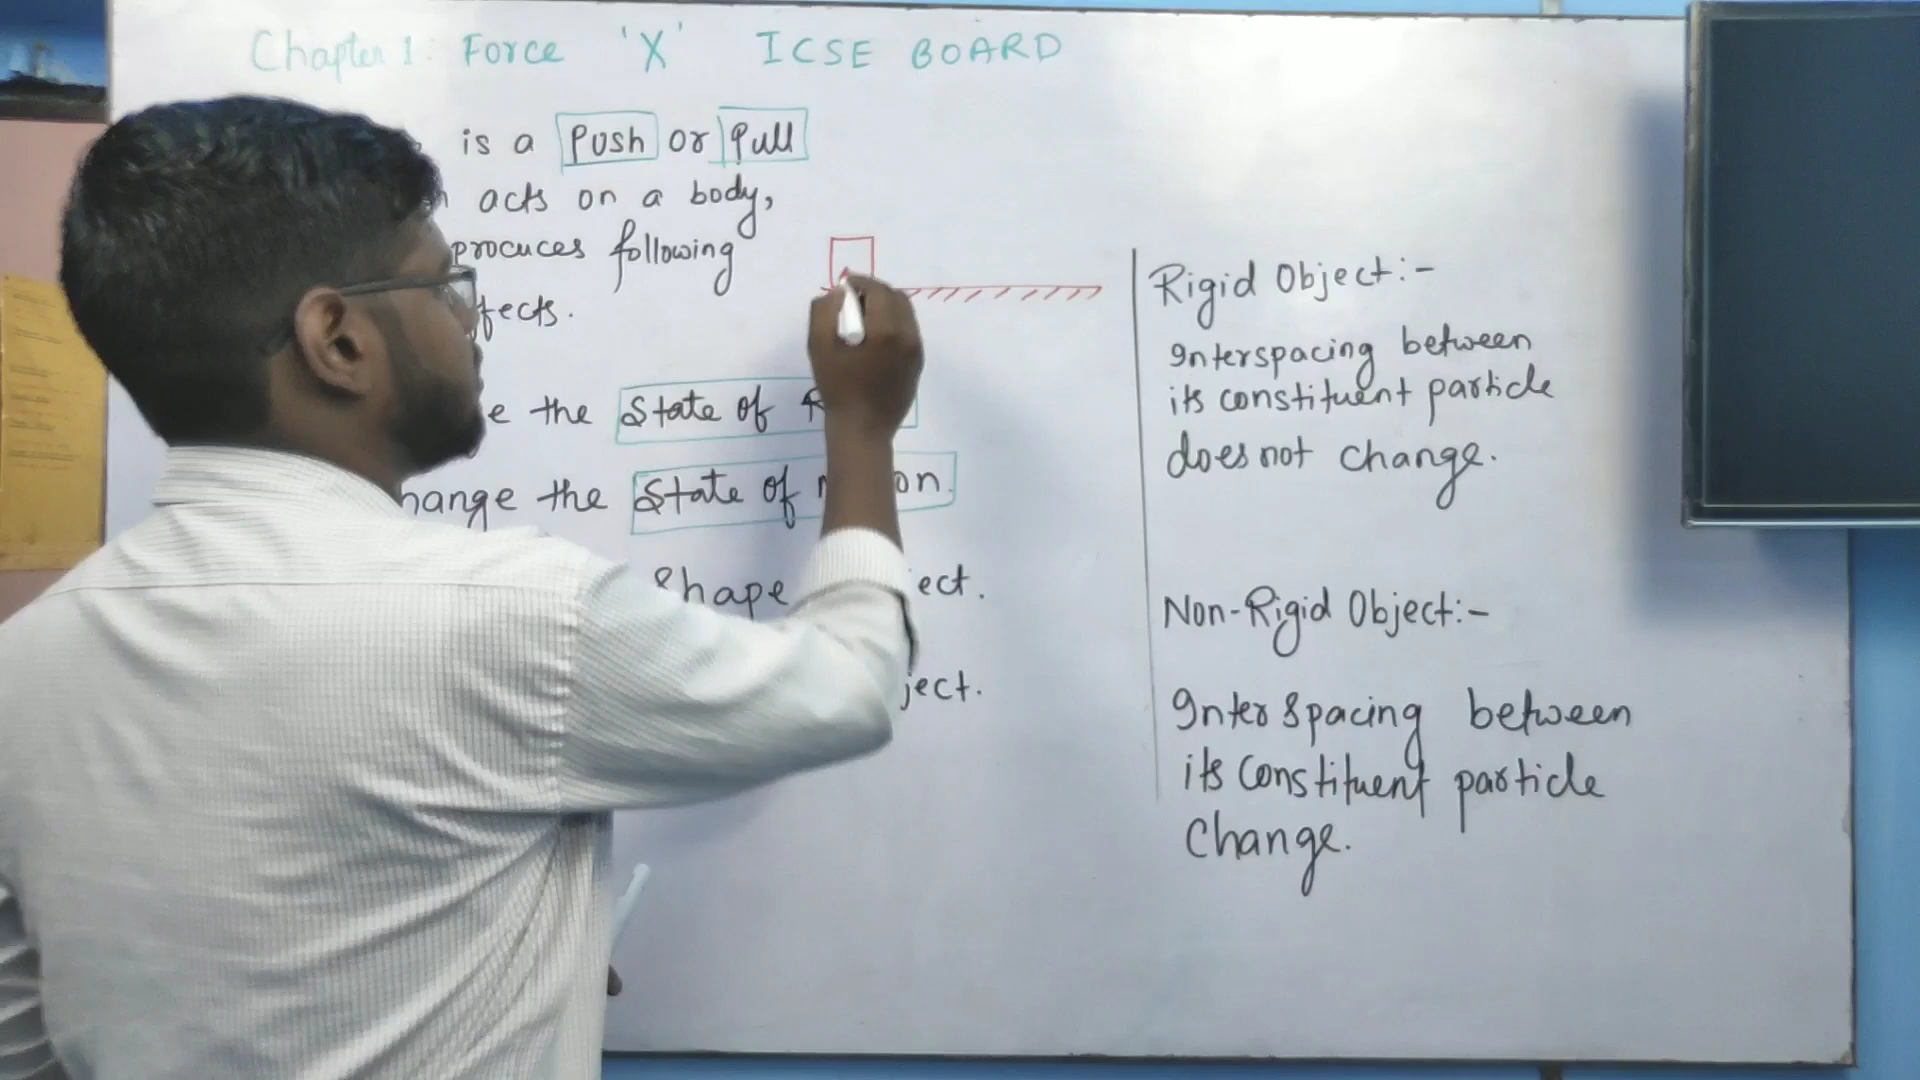 Chapter 1: Force 'X' ICSE BOARD
is a Push or Pull
acts on a body,
procuces following
fects.
e the State of
hange the State of on.
Shape ect.
ject.
Rigid Object:-
Interspacing between
its constituent particle
does not change.
Non-Rigid Object:-
Interspacing between
its Constituent particle
Change.